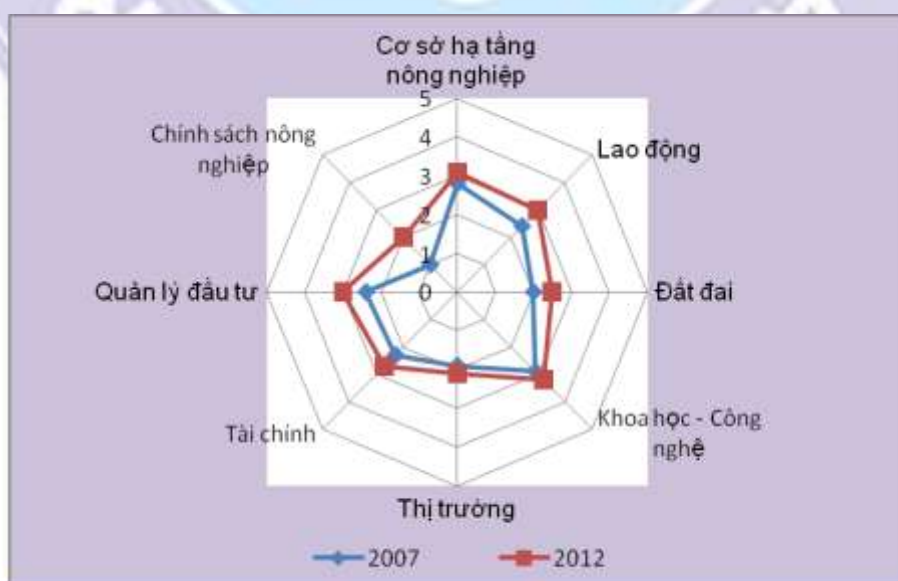 Cơ sở hạ tầng
nông nghiệp
5
4
3
2
1
0
Chính sách nông
nghiệp
Lao động
Quản lý đầu tư
Đất đai
Tài chính
Khoa học - Công
nghệ
Thị trường
2007
2012